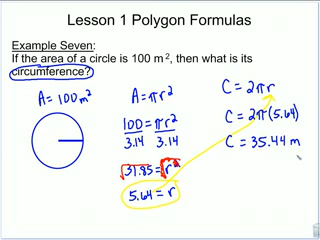 Lesson 1 Polygon Formulas
Example Seven:
If the area of a circle is 100 m², then what is its
circumference?
A = 100m²
A = πr²
100 = πr²
3.14 3.14
√31.85 = √r²
5.64 = r
C = 2πr
C = 2π(5.64)
C = 35.44 m